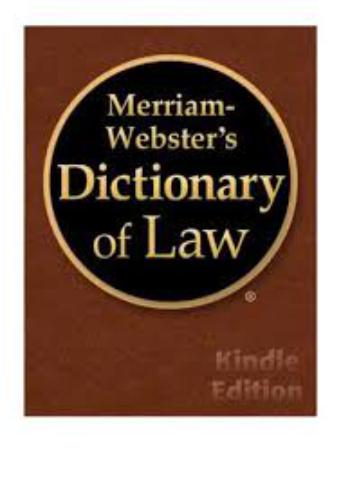 Merriam-
Webster's
Dictionary
of Law
®
Kindle
Edition